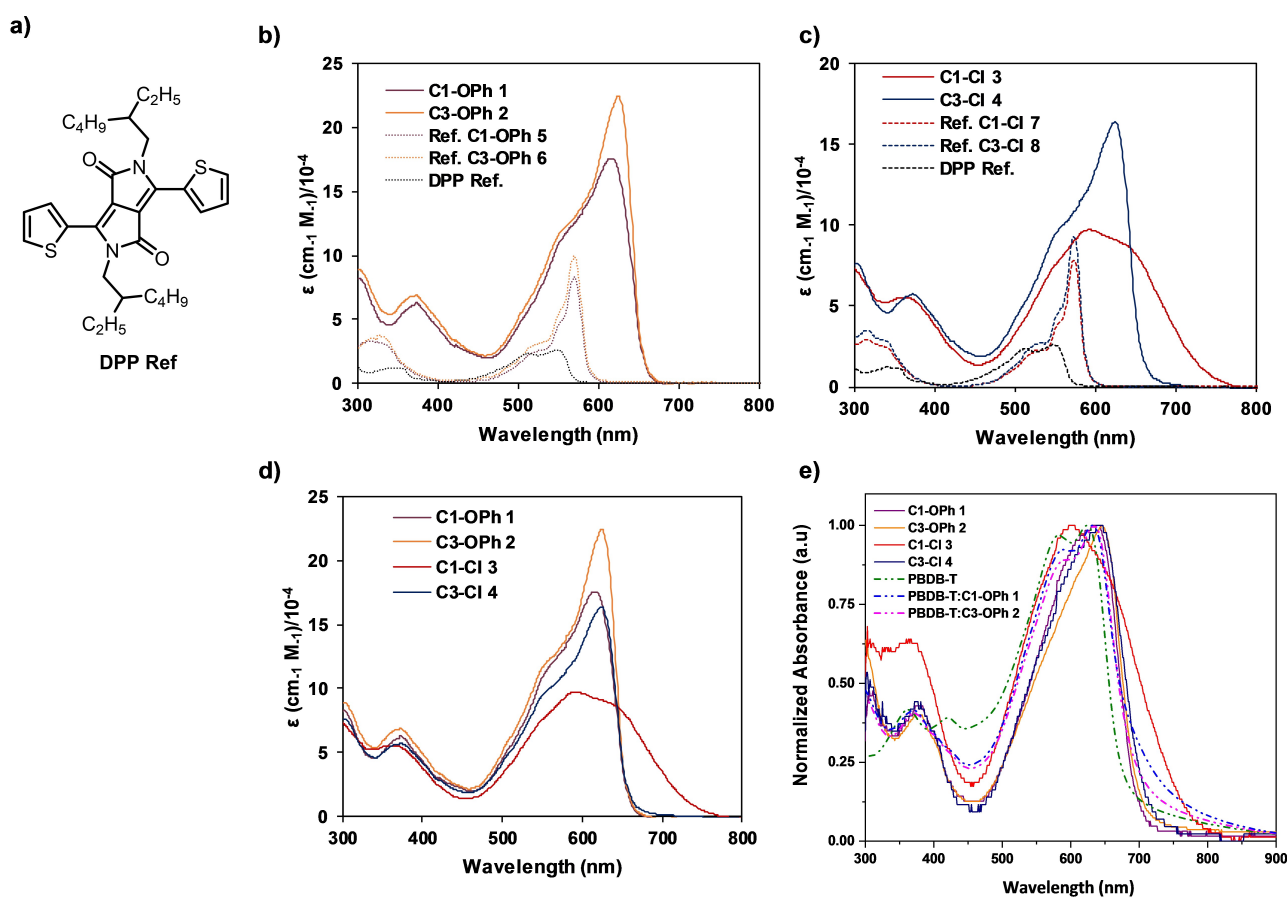 a)
C2H5
C4H9
O
N
S
S
N
O
C4H9
C2H5
DPP Ref
b)
25
20
15
10
5
0
300 400 500 600 700 800
ε (cm-1 M-1)/10-4
Wavelength (nm)
C1-OPh 1
C3-OPh 2
Ref. C1-OPh 5
Ref. C3-OPh 6
DPP Ref.
c)
20
15
10
5
0
300 400 500 600 700 800
ε (cm-1 M-1)/10-4
Wavelength (nm)
C1-Cl 3
C3-Cl 4
Ref. C1-Cl 7
Ref. C3-Cl 8
DPP Ref.
d)
25
20
15
10
5
0
300 400 500 600 700 800
ε (cm-1 M-1)/10-4
Wavelength (nm)
C1-OPh 1
C3-OPh 2
C1-Cl 3
C3-Cl 4
e)
1.00
0.75
0.50
0.25
0.00
300 400 500 600 700 800 900
Normalized Absorbance (a.u)
Wavelength (nm)
C1-OPh 1
C3-OPh 2
C1-Cl 3
C3-Cl 4
PBDB-T
PBDB-T:C1-OPh 1
PBDB-T:C3-OPh 2